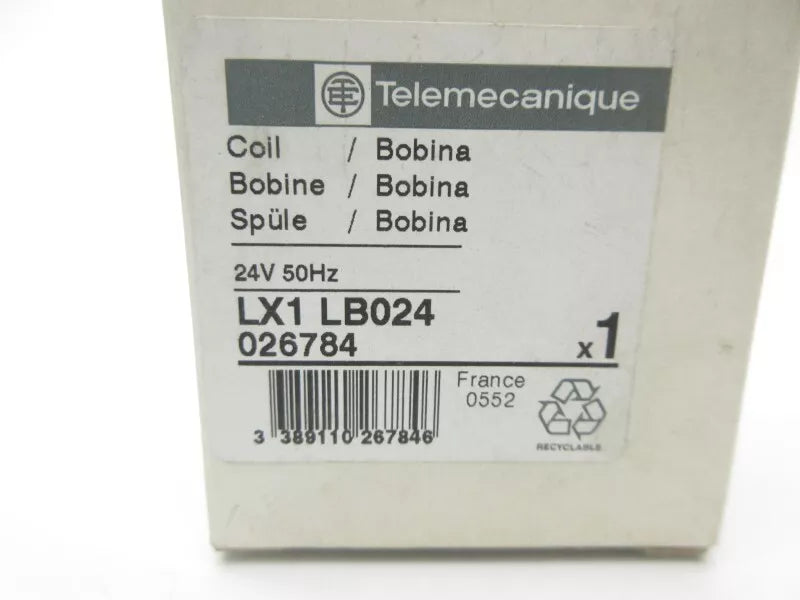 Telemecanique
Coil / Bobina
Bobine / Bobina
Spüle / Bobina
24V 50Hz
LX1 LB024
026784 x1
France
0552
3 389110 267846
RECYCLABLE